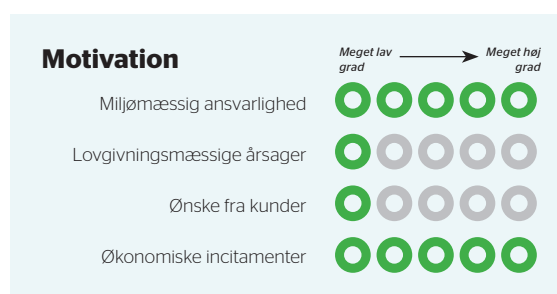 Motivation
Meget lav grad
Meget høj grad
Miljømæssig ansvarlighed
Lovgivningsmæssige årsager
Ønske fra kunder
Økonomiske incitamenter